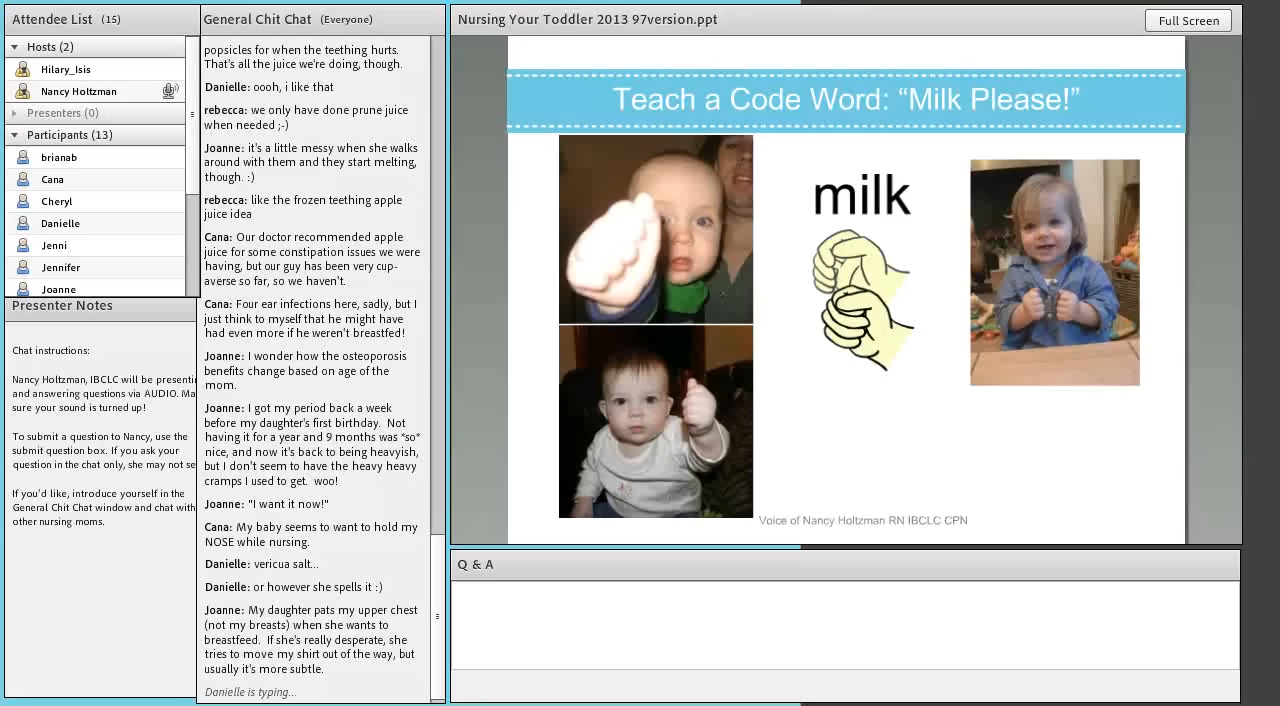 Attendee List (15)
Hosts (2)
Hilary_Isis
Nancy Holtzman
Presenters (0)
Participants (13)
brianab
Cana
Cheryl
Danielle
Jenni
Jennifer
Joanne
Presenter Notes
Chat instructions:
Nancy Holtzman, IBCLC will be presentin
and answering questions via AUDIO. Ma
sure your sound is turned up!
To submit a question to Nancy, use the
submit question box. If you ask your
question in the chat only, she may not se
If you'd like, introduce yourself in the
General Chit Chat window and chat with
other nursing moms.
General Chit Chat (Everyone)
popsicles for when the teething hurts.
That's all the juice we're doing, though.
Danielle: oooh, i like that
rebecca: we only have done prune juice
when needed ;-)
Joanne: it's a little messy when she walks
around with them and they start melting,
though. :)
rebecca: like the frozen teething apple
juice idea
Cana: Our doctor recommended apple
juice for some constipation issues we were
having, but our guy has been very cup-
averse so far, so we haven't.
Cana: Four ear infections here, sadly, but I
just think to myself that he might have
had even more if he weren't breastfed!
Joanne: I wonder how the osteoporosis
benefits change based on age of the
mom.
Joanne: I got my period back a week
before my daughter's first birthday. Not
having it for a year and 9 months was *so*
nice, and now it's back to being heavyish,
but I don't seem to have the heavy heavy
cramps I used to get. woo!
Joanne: "I want it now!"
Cana: My baby seems to want to hold my
NOSE while nursing.
Danielle: vericua salt...
Danielle: or however she spells it :)
Joanne: My daughter pats my upper chest
(not my breasts) when she wants to
breastfeed. If she's really desperate, she
tries to move my shirt out of the way, but
usually it's more subtle.
Danielle is typing...
Nursing Your Toddler 2013 97version.ppt
Full Screen
Teach a Code Word: “Milk Please!”
milk
Voice of Nancy Holtzman RN IBCLC CPN
Q & A